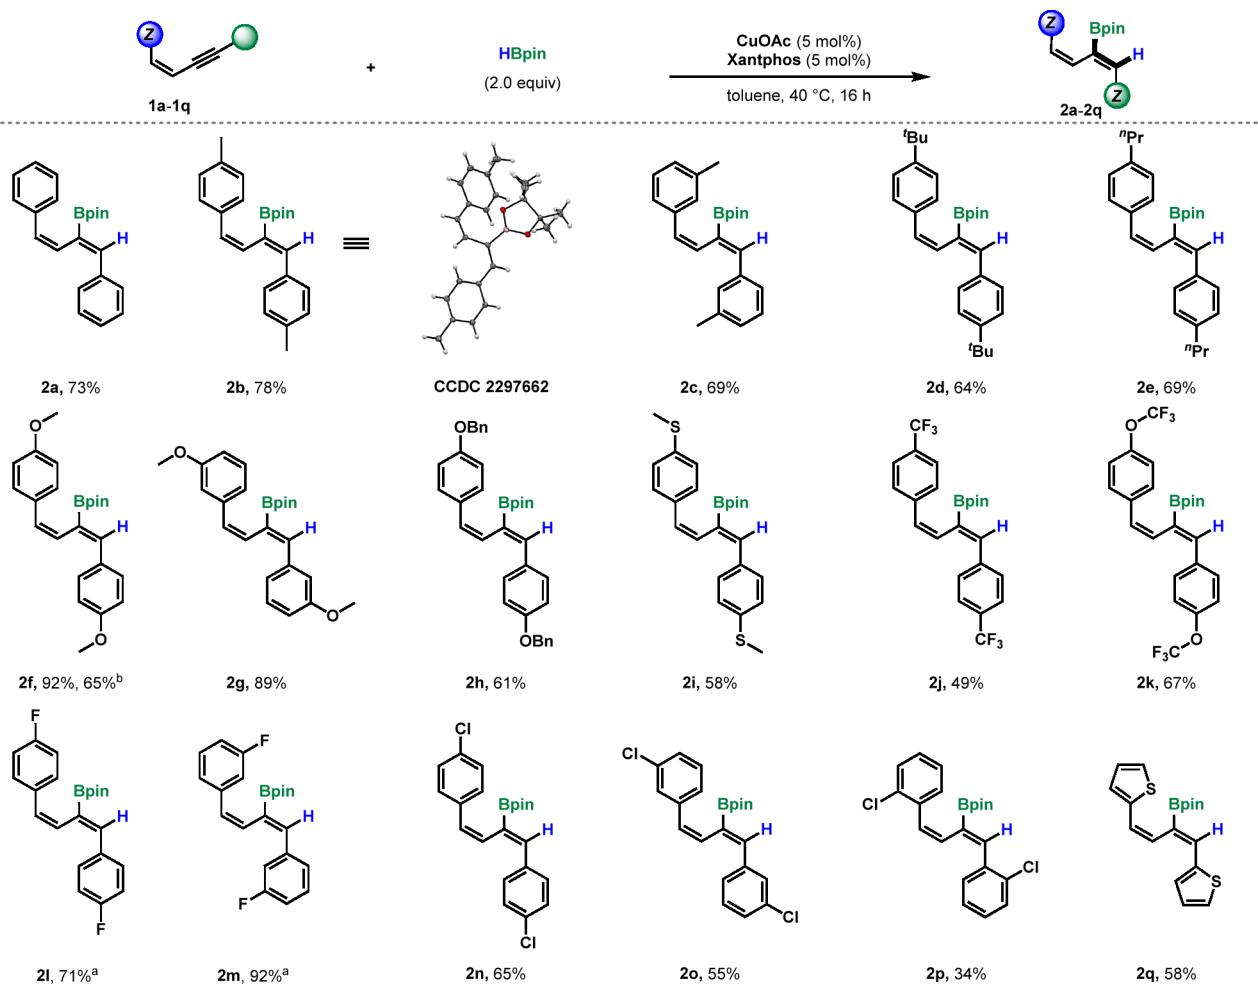 Z
HBpin
(2.0 equiv)
CuOAc (5 mol%)
Xantphos (5 mol%)
toluene, 40 °C, 16 h
Z
Bpin
H
Z
1a-1q
+
2a-2q
Bpin
H
Bpin
H
Bpin
H
tBu
Bpin
H
tBu
nPr
Bpin
H
nPr
2a, 73%
2b, 78%
CCDC 2297662
2c, 69%
2d, 64%
2e, 69%
O
Bpin
H
O
O
Bpin
H
O
OBn
Bpin
H
OBn
S
Bpin
H
S
CF3
Bpin
H
CF3
O CF3
Bpin
H
O
F3C
2f, 92%, 65%b
2g, 89%
2h, 61%
2i, 58%
2j, 49%
2k, 67%
F
Bpin
H
F
F
Bpin
H
F
Cl
Bpin
H
Cl
Cl
Bpin
H
Cl
Cl
Bpin
H
Cl
S
Bpin
H
S
2l, 71%a
2m, 92%a
2n, 65%
2o, 55%
2p, 34%
2q, 58%